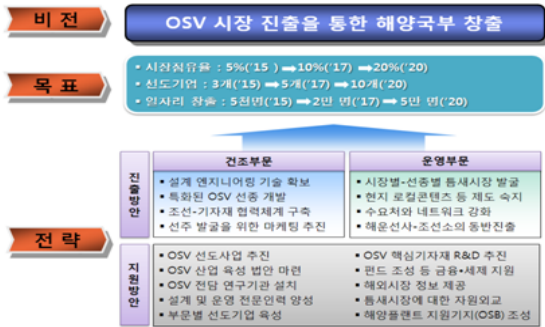 비 전
OSV 시장 진출을 통한 해양국부 창출
목 표
• 시장점유율 : 5%('15 ) ➡10%('17) ➡20%('20)
• 선도기업 : 3개('15) ➡5개('17) ➡10개('20)
• 일자리 창출 : 5천명('15) ➡2만 명('17) ➡5만 명('20)
전 략
진출방안
건조부문
• 설계 엔지니어링 기술 확보
• 특화된 OSV 선종 개발
• 조선-기자재 협력체계 구축
• 선주 발굴을 위한 마케팅 추진
운영부문
• 시장별-선종별 틈새시장 발굴
• 현지 로컬콘텐츠 등 제도 숙지
• 수요처와 네트워크 강화
• 해운선사-조선소의 동반진출
지원방안
• OSV 선도사업 추진
• OSV 산업 육성 법안 마련
• OSV 전담 연구기관 설치
• 설계 및 운영 전문인력 양성
• 부문별 선도기업 육성
• OSV 핵심기자재 R&D 추진
• 펀드 조성 등 금융-세제 지원
• 해외시장 정보 제공
• 틈새시장에 대한 자원외교
• 해양플랜트 지원기지(OSB) 조성